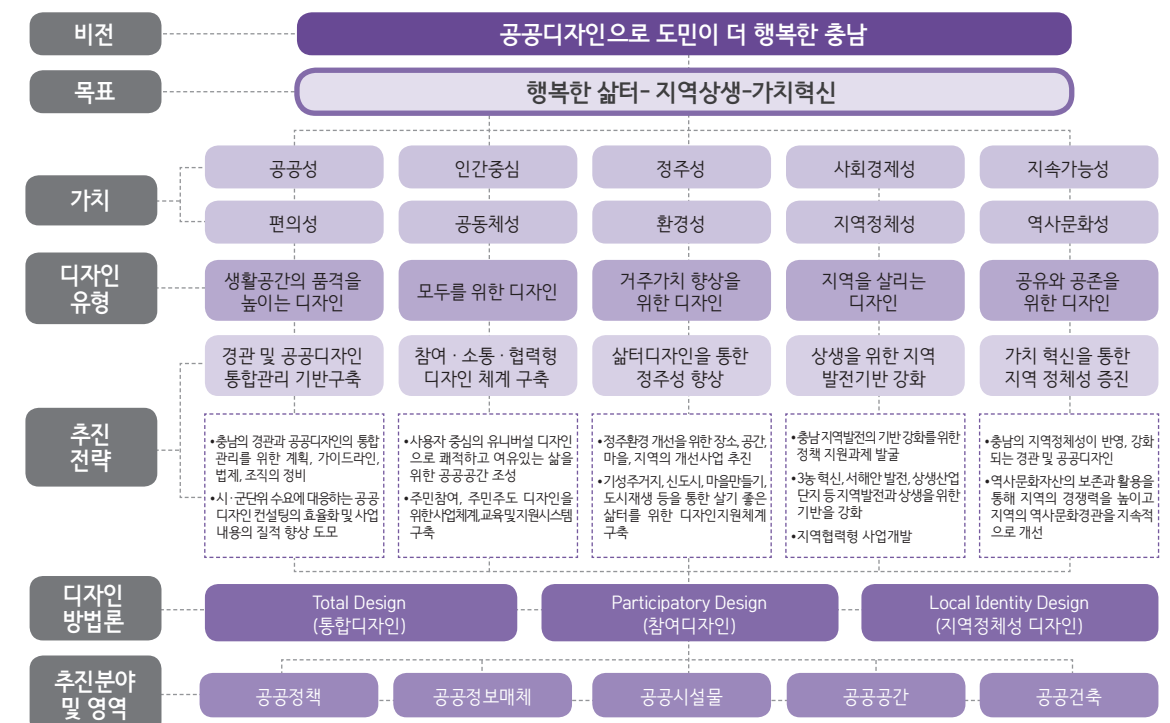 비전
공공디자인으로 도민이 더 행복한 충남
목표
행복한 삶터- 지역상생-가치혁신
가치
공공성
인간중심
정주성
사회경제성
지속가능성
편의성
공동체성
환경성
지역정체성
역사문화성
디자인
유형
생활공간의 품격을
높이는 디자인
모두를 위한 디자인
거주가치 향상을
위한 디자인
지역을 살리는
디자인
공유와 공존을
위한 디자인
추진
전략
경관 및 공공디자인
통합관리 기반구축
참여 · 소통 · 협력형
디자인 체계 구축
삶터디자인을 통한
정주성 향상
상생을 위한 지역
발전기반 강화
가치 혁신을 통한
지역 정체성 증진
•충남의 경관과 공공디자인의 통합
관리를 위한 계획, 가이드라인,
법제, 조직의 정비
•시·군단위 수요에 대응하는 공공
디자인 컨설팅의 효율화 및 사업
내용의 질적 향상 도모
•사용자 중심의 유니버설 디자인
으로 쾌적하고 여유있는 삶을
위한 공공공간 조성
•주민참여, 주민주도 디자인을
위한사업체계,교육및지원시스템
구축
•정주환경 개선을 위한 장소, 공간,
마을, 지역의 개선사업 추진
•기성주거지, 신도시, 마을만들기,
도시재생 등을 통한 살기 좋은
삶터를 위한 디자인지원체계
구축
•충남 지역발전의 기반 강화를 위한
정책 지원과제 발굴
•3농 혁신, 서해안 발전, 상생산업
단지 등 지역발전과 상생을 위한
기반을 강화
•지역협력형 사업개발
•충남의 지역정체성이 반영, 강화
되는 경관 및 공공디자인
•역사문화자산의 보존과 활용을
통해 지역의 경쟁력을 높이고
지역의 역사문화경관을 지속적
으로 개선
디자인
방법론
Total Design
(통합디자인)
Participatory Design
(참여디자인)
Local Identity Design
(지역정체성 디자인)
추진분야
및 영역
공공정책
공공정보매체
공공시설물
공공공간
공공건축